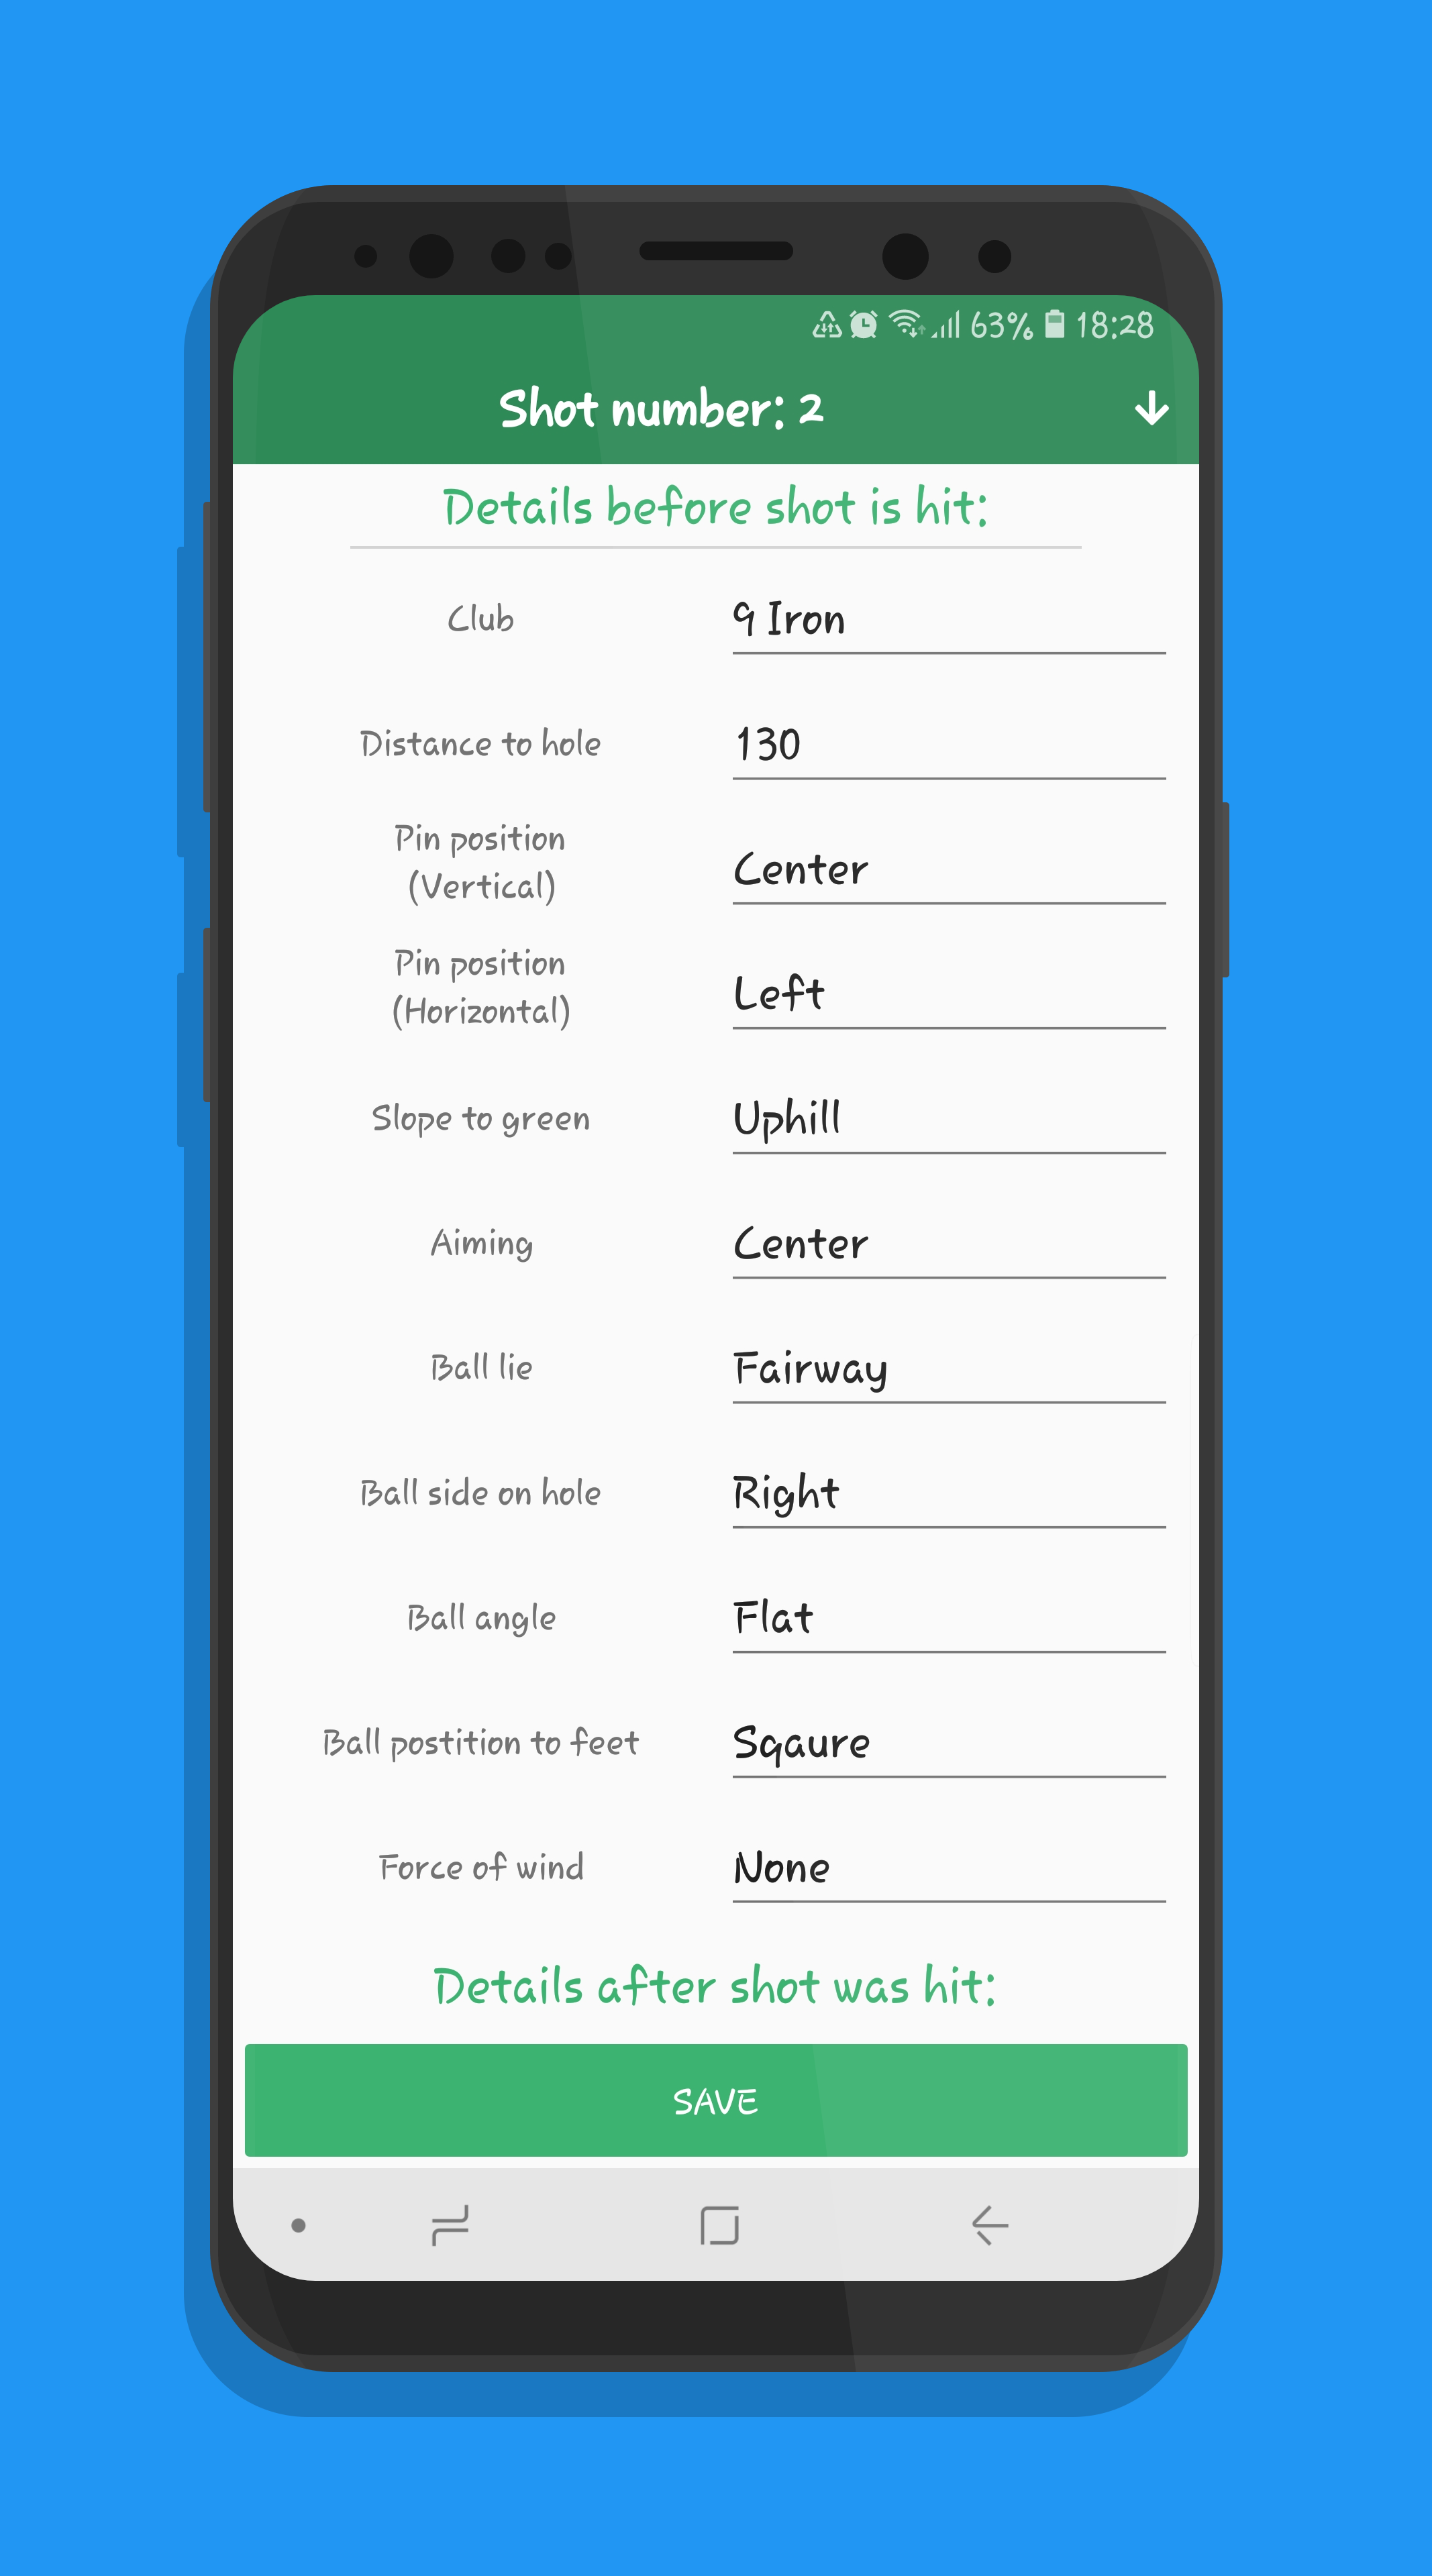 63% 18:28
Shot number: 2
Details before shot is hit:
Club 9 Iron
Distance to hole 130
Pin position
(Vertical) Center
Pin position
(Horizontal) Left
Slope to green Uphill
Aiming Center
Ball lie Fairway
Ball side on hole Right
Ball angle Flat
Ball postition to feet Sqaure
Force of wind None
Details after shot was hit:
SAVE